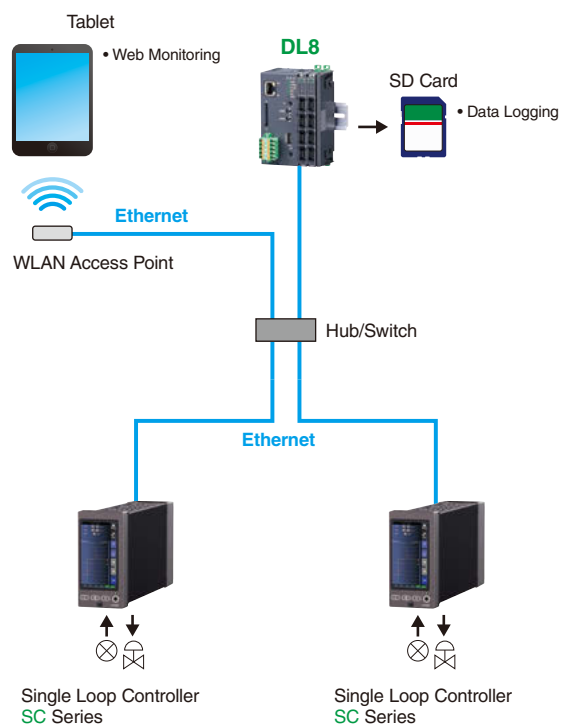 Tablet
• Web Monitoring
DL8
SD Card
• Data Logging
Ethernet
WLAN Access Point
Hub/Switch
Ethernet
Single Loop Controller
SC Series
Single Loop Controller
SC Series